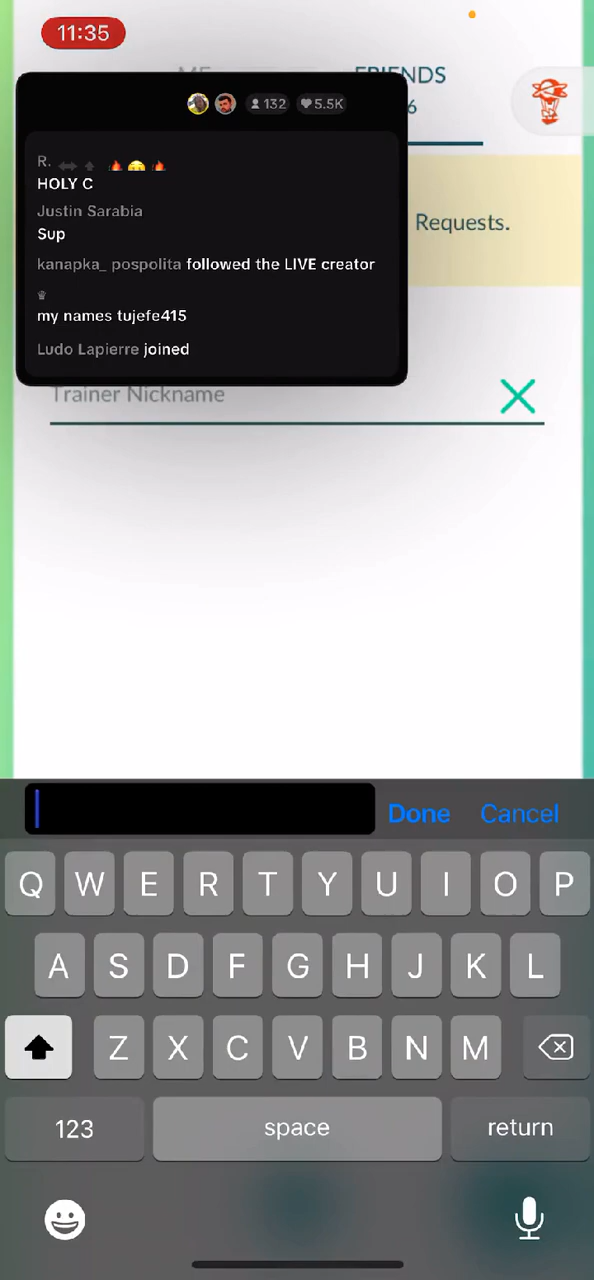 11:35
FRIENDS
6
132
5.5K
R.
HOLY C
Justin Sarabia
Sup
kanapka_ pospolita followed the LIVE creator
my names tujefe415
Ludo Lapierre joined
Requests.
Trainer Nickname
Done
Cancel
Q W E R T Y U I O P
A S D F G H J K L
Z X C V B N M
123
space
return